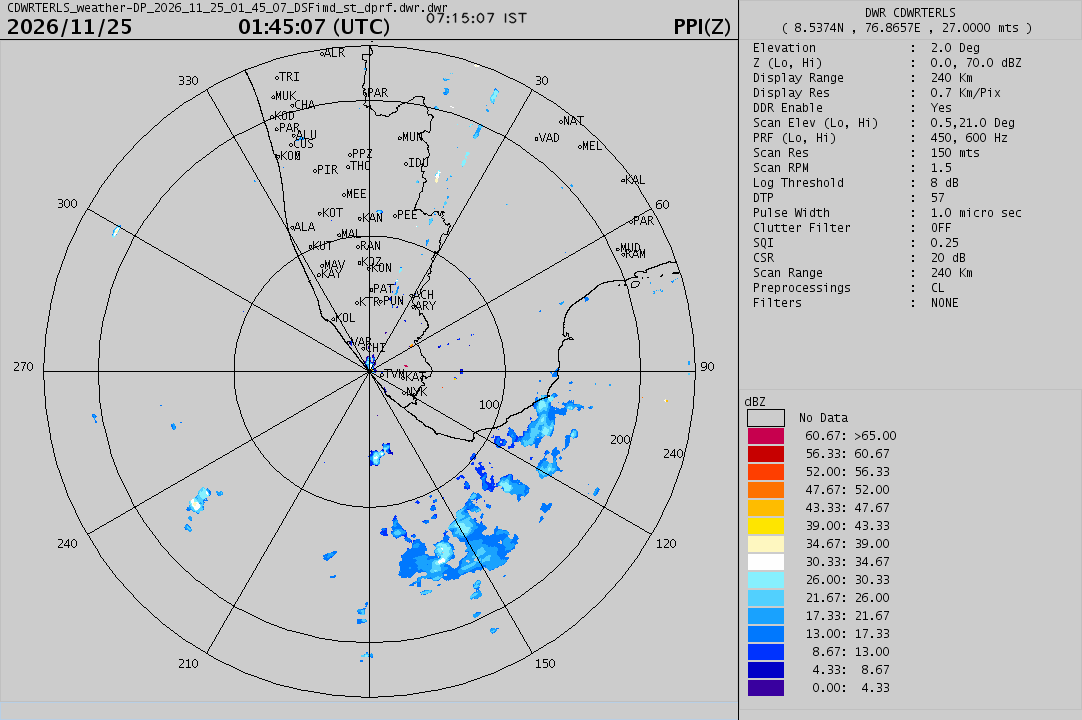 CDWRTERLS_weather-DP_2026_11_25_01_45_07_DSFimd_st_dprf.dwr.dwr
07:15:07 IST
2026/11/25 01:45:07 (UTC) PPI(Z)
DWR CDWRTERLS
( 8.5374N , 76.8657E , 27.0000 mts )
Elevation : 2.0 Deg
Z (Lo, Hi) : 0.0, 70.0 dBZ
Display Range : 240 Km
Display Res : 0.7 Km/Pix
DDR Enable : Yes
Scan Elev (Lo, Hi) : 0.5,21.0 Deg
PRF (Lo, Hi) : 450, 600 Hz
Scan Res : 150 mts
Scan RPM : 1.5
Log Threshold : 8 dB
DTP : 57
Pulse Width : 1.0 micro sec
Clutter Filter : OFF
SQI : 0.25
CSR : 20 dB
Scan Range : 240 Km
Preprocessings : CL
Filters : NONE
dBZ
No Data
60.67: >65.00
56.33: 60.67
52.00: 56.33
47.67: 52.00
43.33: 47.67
39.00: 43.33
34.67: 39.00
30.33: 34.67
26.00: 30.33
21.67: 26.00
17.33: 21.67
13.00: 17.33
8.67: 13.00
4.33: 8.67
0.00: 4.33
ALR
330
TRI
30
PAR
MUK
CHA
KOD
NAT
PAR
ALU
MUN
VAD
CUS
MEL
PPZ
IDU
THO
PIR
KAL
MEE
300
60
KOT
KAN
PEE
PAR
ALA
MAL
KUT
RAN
MUD
RAM
KOZ
MAV
KON
KAY
PAT
ACH
KTR
PUN
ARY
KOL
VAR
CHI
270
90
TVM
KAT
NYK
100
200
240
240
120
210
150